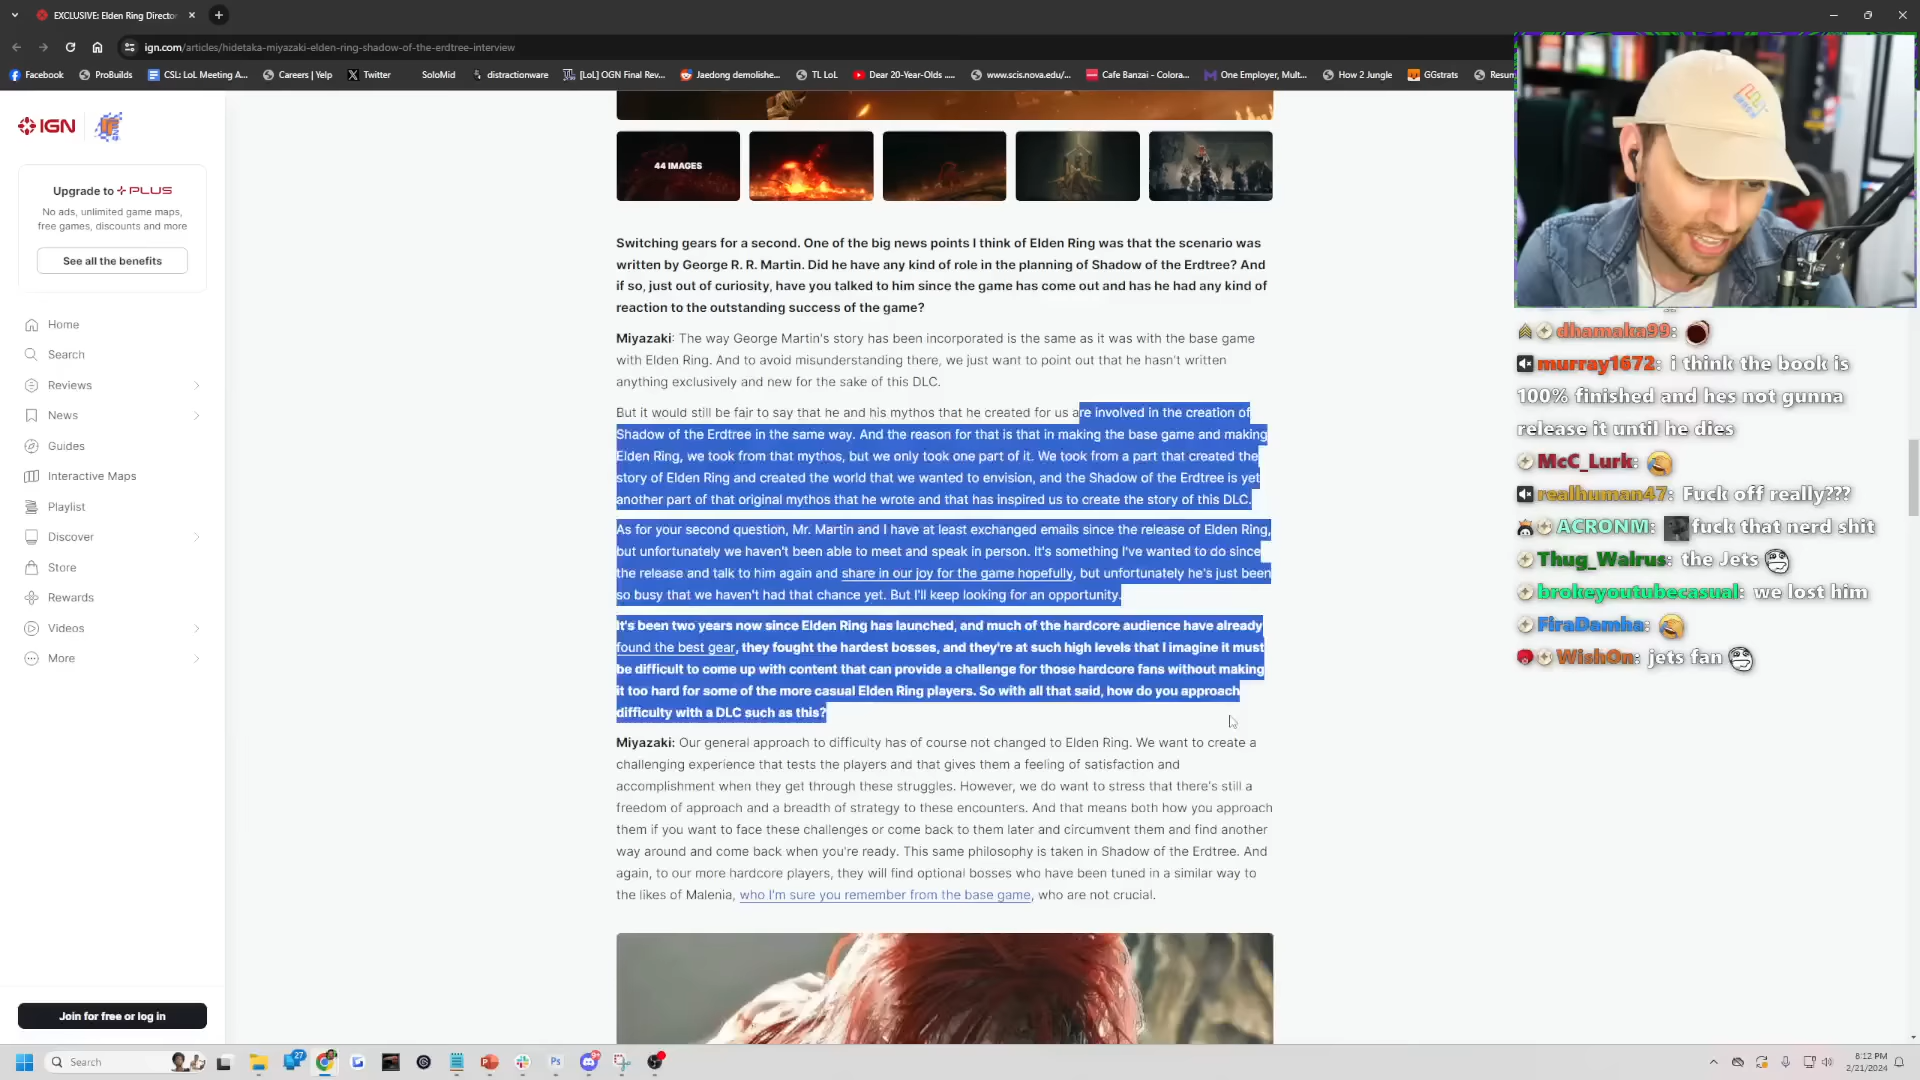 EXCLUSIVE: Elden Ring Director
ign.com/articles/hidetaka-miyazaki-elden-ring-shadow-of-the-erdtree-interview
Facebook
ProBuilds
CSL: LoL Meeting A...
Careers | Yelp
Twitter
SoloMid
distractionware
[LoL] OGN Final Rev...
Jaedong demolishe...
TL LoL
Dear 20-Year-Olds .....
www.scis.nova.edu/...
Cafe Banzai - Colora...
One Employer, Mult...
How 2 Jungle
GGstrats
Resum
IGN
Upgrade to PLUS
No ads, unlimited game maps,
free games, discounts and more
See all the benefits
Home
Search
Reviews
News
Guides
Interactive Maps
Playlist
Discover
Store
Rewards
Videos
More
Join for free or log in
44 IMAGES
Switching gears for a second. One of the big news points I think of Elden Ring was that the scenario was
written by George R. R. Martin. Did he have any kind of role in the planning of Shadow of the Erdtree? And
if so, just out of curiosity, have you talked to him since the game has come out and has he had any kind of
reaction to the outstanding success of the game?
Miyazaki: The way George Martin's story has been incorporated is the same as it was with the base game
with Elden Ring. And to avoid misunderstanding there, we just want to point out that he hasn't written
anything exclusively and new for the sake of this DLC.
But it would still be fair to say that he and his mythos that he created for us are involved in the creation of
Shadow of the Erdtree in the same way. And the reason for that is that in making the base game and making
Elden Ring, we took from that mythos, but we only took one part of it. We took from a part that created the
story of Elden Ring and created the world that we wanted to envision, and the Shadow of the Erdtree is yet
another part of that original mythos that he wrote and that has inspired us to create the story of this DLC.
As for your second question, Mr. Martin and I have at least exchanged emails since the release of Elden Ring,
but unfortunately we haven't been able to meet and speak in person. It's something I've wanted to do since
the release and talk to him again and share in our joy for the game hopefully, but unfortunately he's just been
so busy that we haven't had that chance yet. But I'll keep looking for an opportunity.
It's been two years now since Elden Ring has launched, and much of the hardcore audience have already
found the best gear, they fought the hardest bosses, and they're at such high levels that I imagine it must
be difficult to come up with content that can provide a challenge for those hardcore fans without making
it too hard for some of the more casual Elden Ring players. So with all that said, how do you approach
difficulty with a DLC such as this?
Miyazaki: Our general approach to difficulty has of course not changed to Elden Ring. We want to create a
challenging experience that tests the players and that gives them a feeling of satisfaction and
accomplishment when they get through these struggles. However, we do want to stress that there's still a
freedom of approach and a breadth of strategy to these encounters. And that means both how you approach
them if you want to face these challenges or come back to them later and circumvent them and find another
way around and come back when you're ready. This same philosophy is taken in Shadow of the Erdtree. And
again, to our more hardcore players, they will find optional bosses who have been tuned in a similar way to
the likes of Malenia, who I'm sure you remember from the base game, who are not crucial.
dhamaka99:
murray1672: i think the book is
100% finished and hes not gunna
release it until he dies
McC_Lurk:
realhuman47: Fuck off really???
ACRONM: fuck that nerd shit
Thug_Walrus: the Jets
brokeyoutubecasual: we lost him
FiraDamha:
WishOn: jets fan
Search
27
8:12 PM
2/21/2024